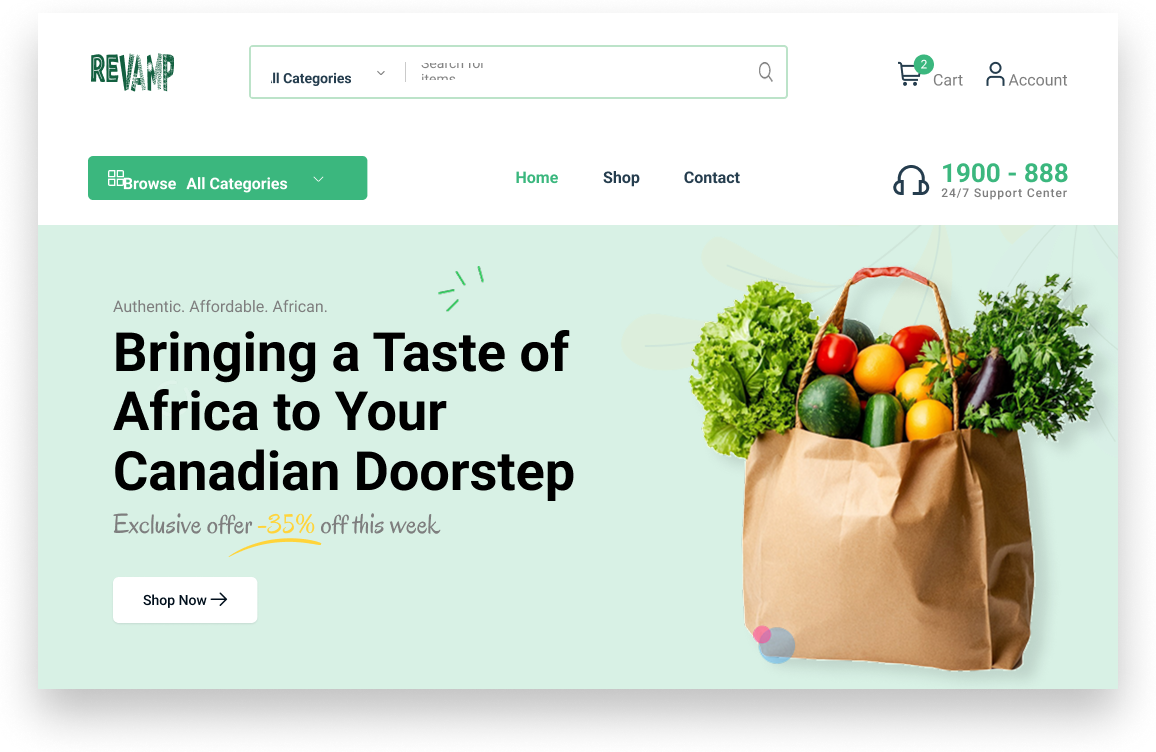 REVAMP
ll Categories
Search for
items
2
Cart
Account
Browse All Categories
Home
Shop
Contact
1900 - 888
24/7 Support Center
Authentic. Affordable. African.
Bringing a Taste of
Africa to Your
Canadian Doorstep
Exclusive offer -35% off this week
Shop Now